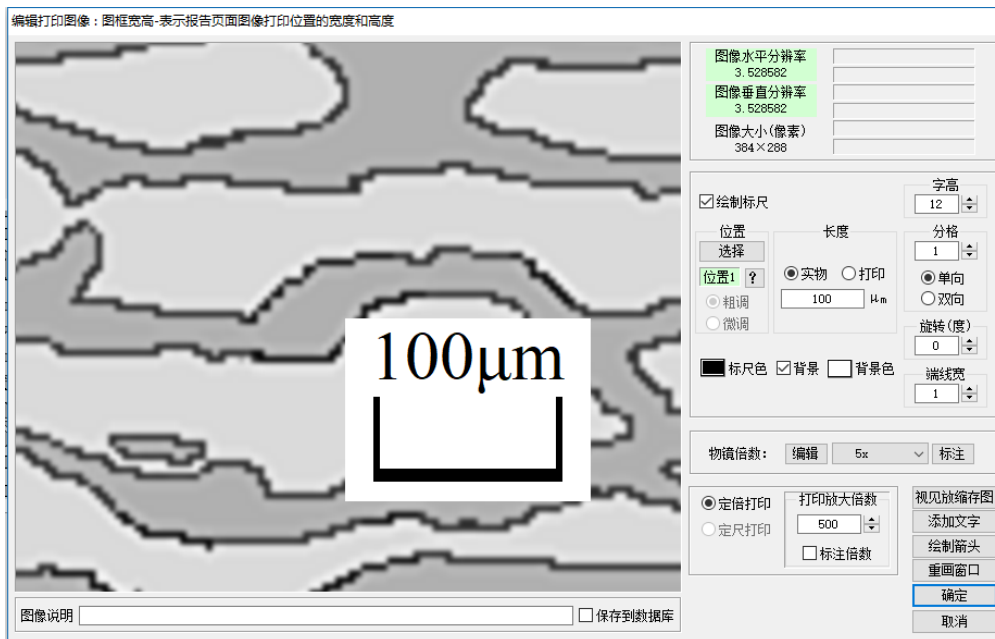 编辑打印图像：图框宽高-表示报告页面图像打印位置的宽度和高度
100μm
图像水平分辨率
3.528582
图像垂直分辨率
3.528582
图像大小(像素)
384×288
绘制标尺
字高
12
位置
选择
位置1 ?
粗调
微调
长度
实物 打印
100 μm
分格
1
单向
双向
旋转(度)
0
标尺色 背景 背景色
端线宽
1
物镜倍数： 编辑 5x 标注
定倍打印
定尺打印
打印放大倍数
500
标注倍数
视见放缩存图
添加文字
绘制箭头
重画窗口
确定
取消
图像说明 保存到数据库